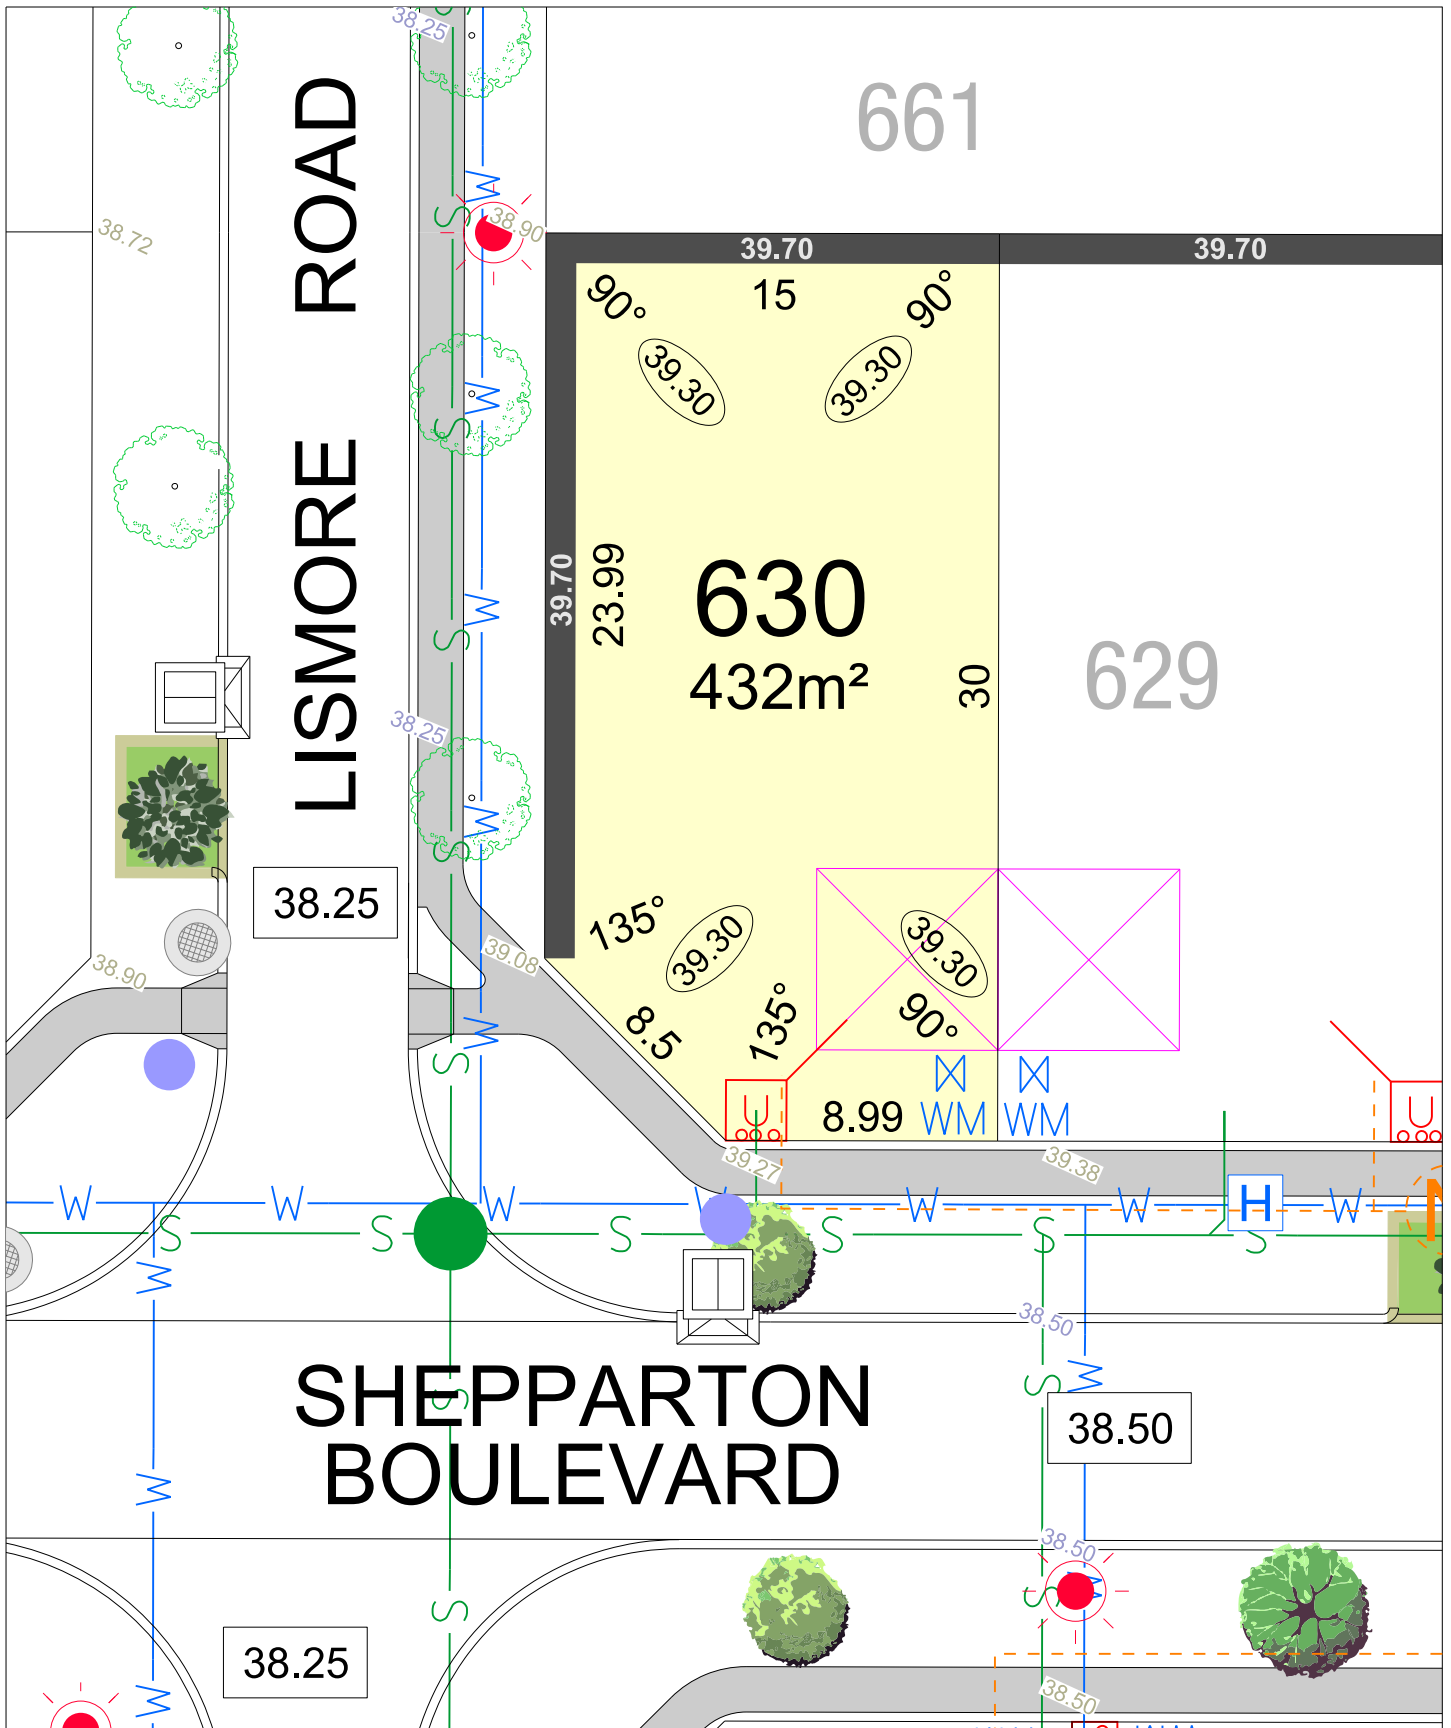 38.25
661
ROAD
38.72
S
W
38.90
39.70
39.70
90°
15
90°
39.30
39.30
W
S
39.70
23.99
630
432m²
W
S
30
629
LISMORE
38.25
W
S
38.25
135°
39.30
39.30
39.08
38.90
90°
8.5
135°
W
S
U
8.99
WM
WM
U
39.27
39.38
W
W
W
W
W
W
H
W
N
S
S
S
S
S
S
W
38.50
SHEPPARTON
S
W
38.50
BOULEVARD
W
38.50
S
W
S
38.25
38.50
W